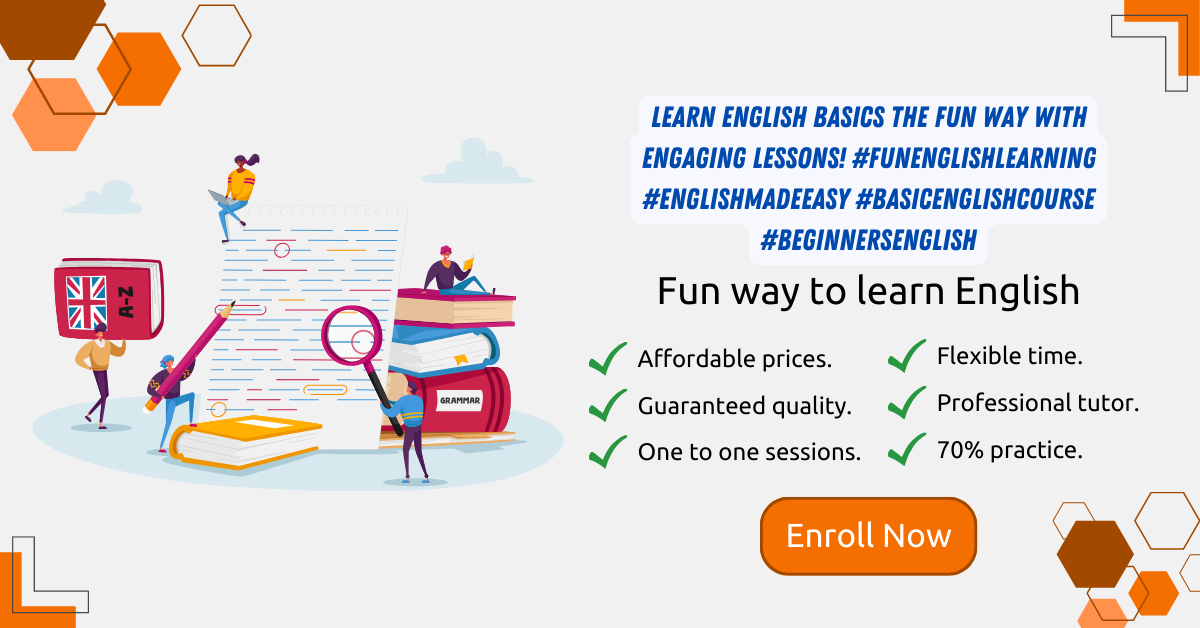 LEARN ENGLISH BASICS THE FUN WAY WITH
ENGAGING LESSONS! #FUNENGLISHLEARNING
#ENGLISHMADEEASY #BASICENGLISHCOURSE
#BEGINNERSENGLISH
Fun way to learn English
Affordable prices.
Guaranteed quality.
One to one sessions.
Flexible time.
Professional tutor.
70% practice.
Enroll Now
A-Z
GRAMMAR